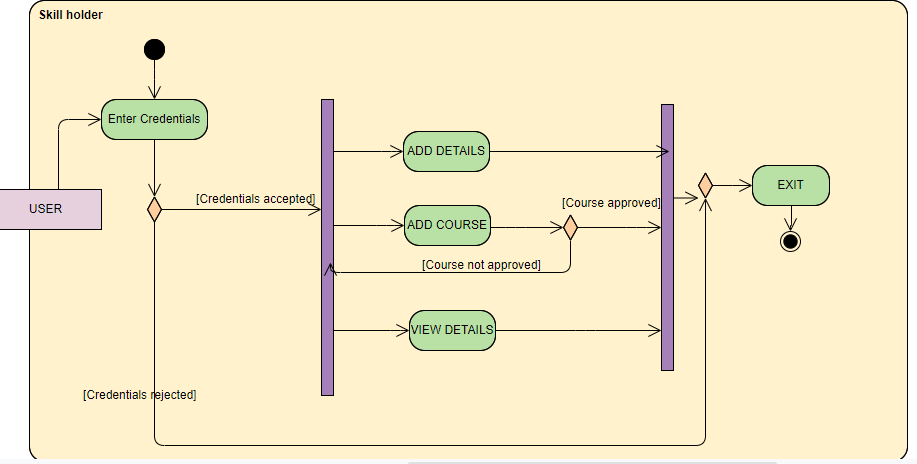 Skill holder
Enter Credentials
ADD DETAILS
EXIT
USER
[Credentials accepted]
[Course approved]
ADD COURSE
[Course not approved]
VIEW DETAILS
[Credentials rejected]